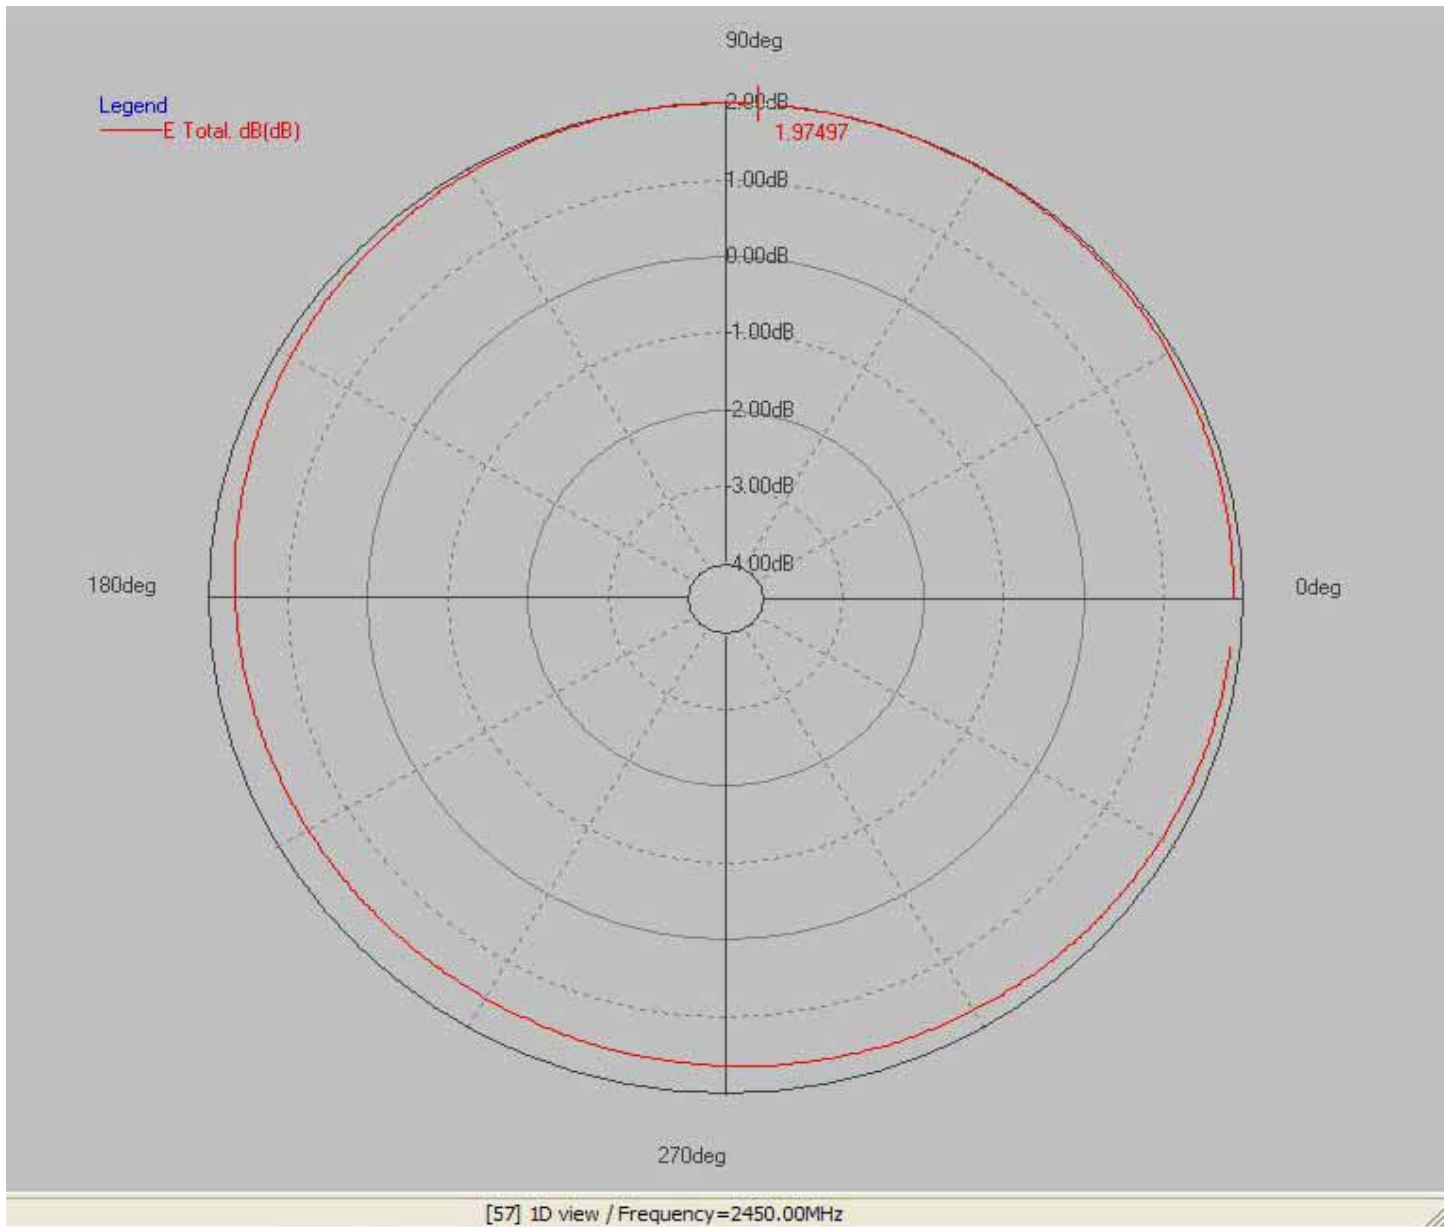 90deg
Legend
E Total. dB(dB)
2.00dB
1.97497
1.00dB
0.00dB
-1.00dB
-2.00dB
-3.00dB
-4.00dB
180deg
0deg
270deg
[57] 1D view / Frequency=2450.00MHz